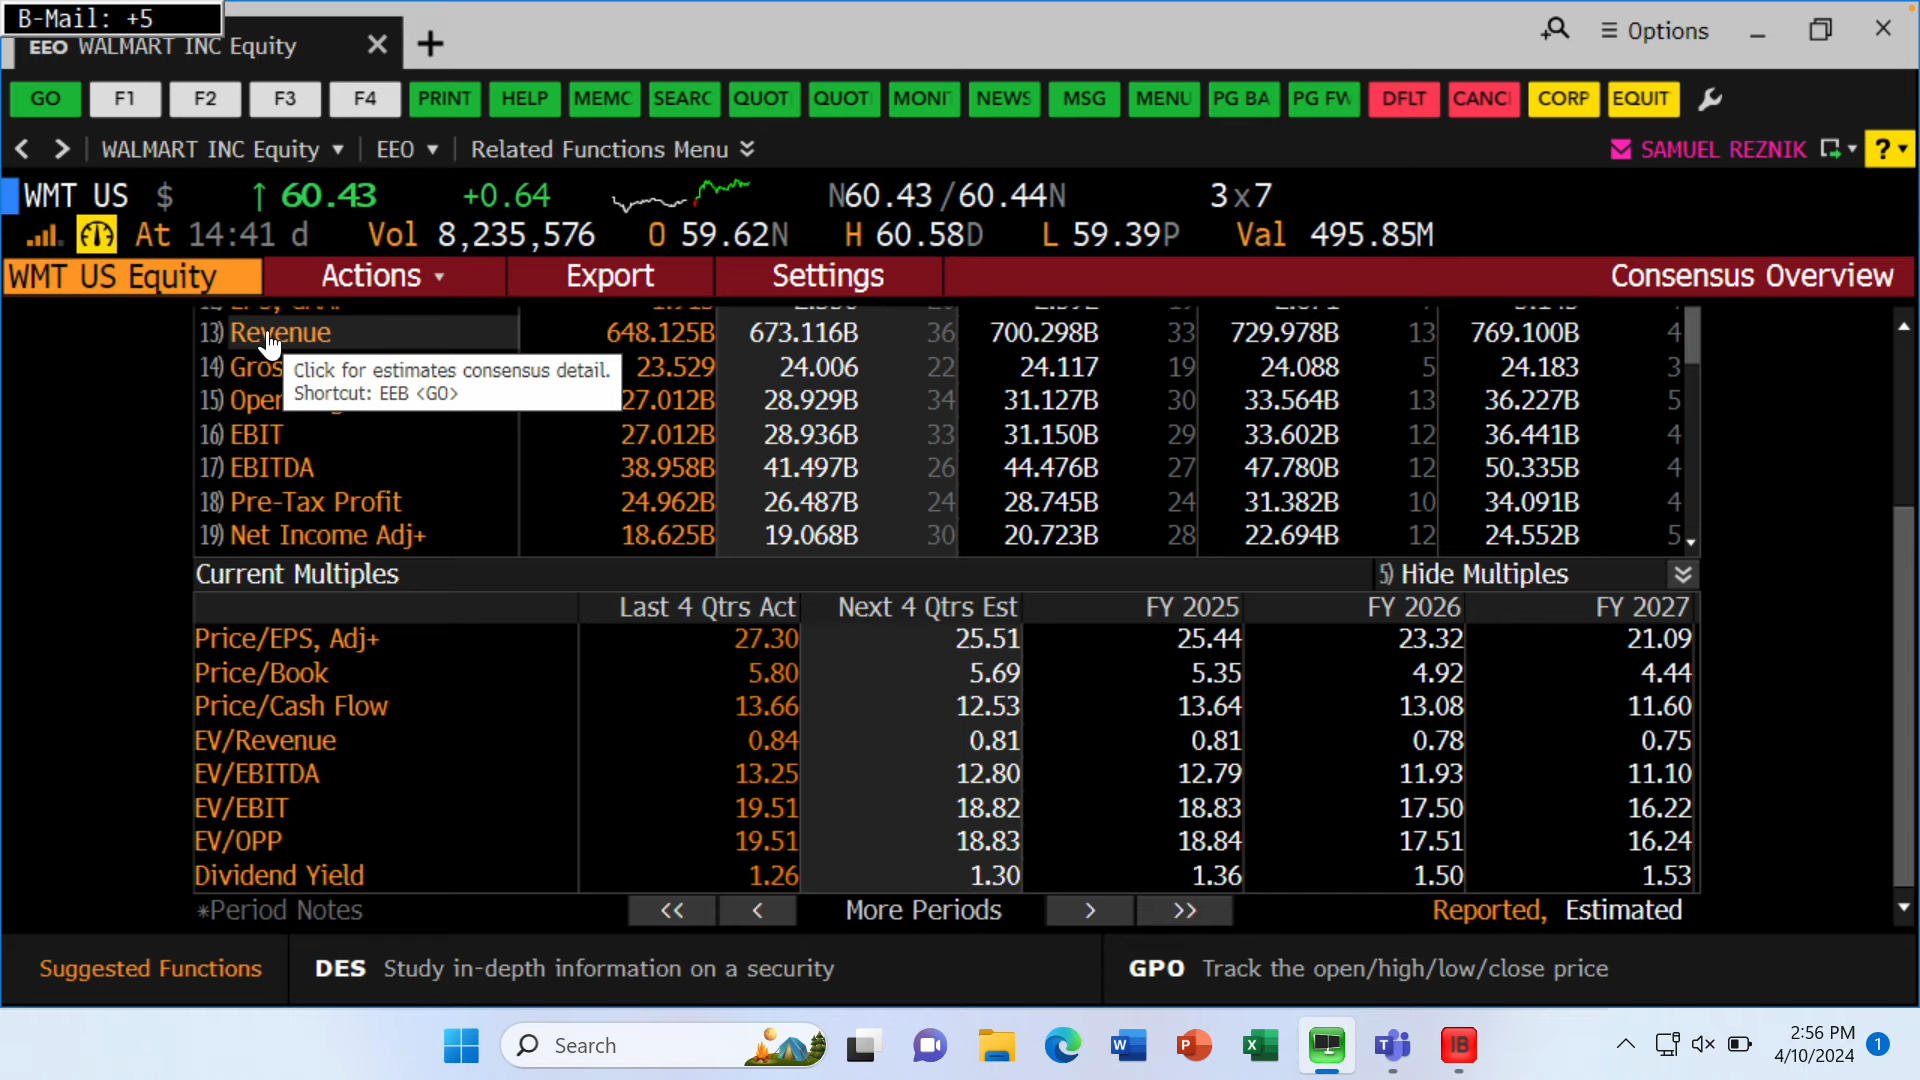 B-Mail: +5
EEO WALMART INC Equity
Options
GO F1 F2 F3 F4 PRINT HELP MEMC SEARC QUOT QUOT MONI NEWS MSG MENU PG BA PG FW DFLT CANC CORP EQUIT
WALMART INC Equity EEO Related Functions Menu SAMUEL REZNIK ?
WMT US $ ↑ 60.43 +0.64 N60.43 /60.44N 3x7
At 14:41 d Vol 8,235,576 O 59.62N H 60.58D L 59.39P Val 495.85M
WMT US Equity Actions Export Settings Consensus Overview
13) Revenue 648.125B 673.116B 36 700.298B 33 729.978B 13 769.100B 4
14) Gros 23.529 24.006 22 24.117 19 24.088 5 24.183 3
Click for estimates consensus detail.
Shortcut: EEB <GO>
15) Oper 27.012B 28.929B 34 31.127B 30 33.564B 13 36.227B 5
16) EBIT 27.012B 28.936B 33 31.150B 29 33.602B 12 36.441B 4
17) EBITDA 38.958B 41.497B 26 44.476B 27 47.780B 12 50.335B 4
18) Pre-Tax Profit 24.962B 26.487B 24 28.745B 24 31.382B 10 34.091B 4
19) Net Income Adj+ 18.625B 19.068B 30 20.723B 28 22.694B 12 24.552B 5
Current Multiples 5) Hide Multiples
Last 4 Qtrs Act Next 4 Qtrs Est FY 2025 FY 2026 FY 2027
Price/EPS, Adj+ 27.30 25.51 25.44 23.32 21.09
Price/Book 5.80 5.69 5.35 4.92 4.44
Price/Cash Flow 13.66 12.53 13.64 13.08 11.60
EV/Revenue 0.84 0.81 0.81 0.78 0.75
EV/EBITDA 13.25 12.80 12.79 11.93 11.10
EV/EBIT 19.51 18.82 18.83 17.50 16.22
EV/OPP 19.51 18.83 18.84 17.51 16.24
Dividend Yield 1.26 1.30 1.36 1.50 1.53
*Period Notes << < More Periods > >> Reported, Estimated
Suggested Functions DES Study in-depth information on a security GPO Track the open/high/low/close price
Search 2:56 PM
4/10/2024 1